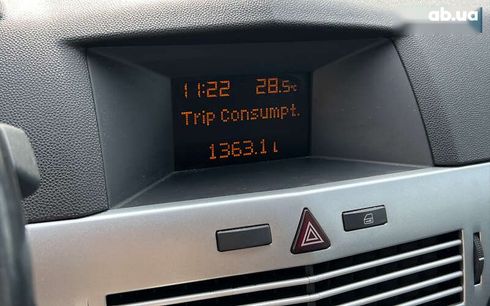 ab.ua
11:22 28.5°C
Trip Consumpt.
1363.1 L